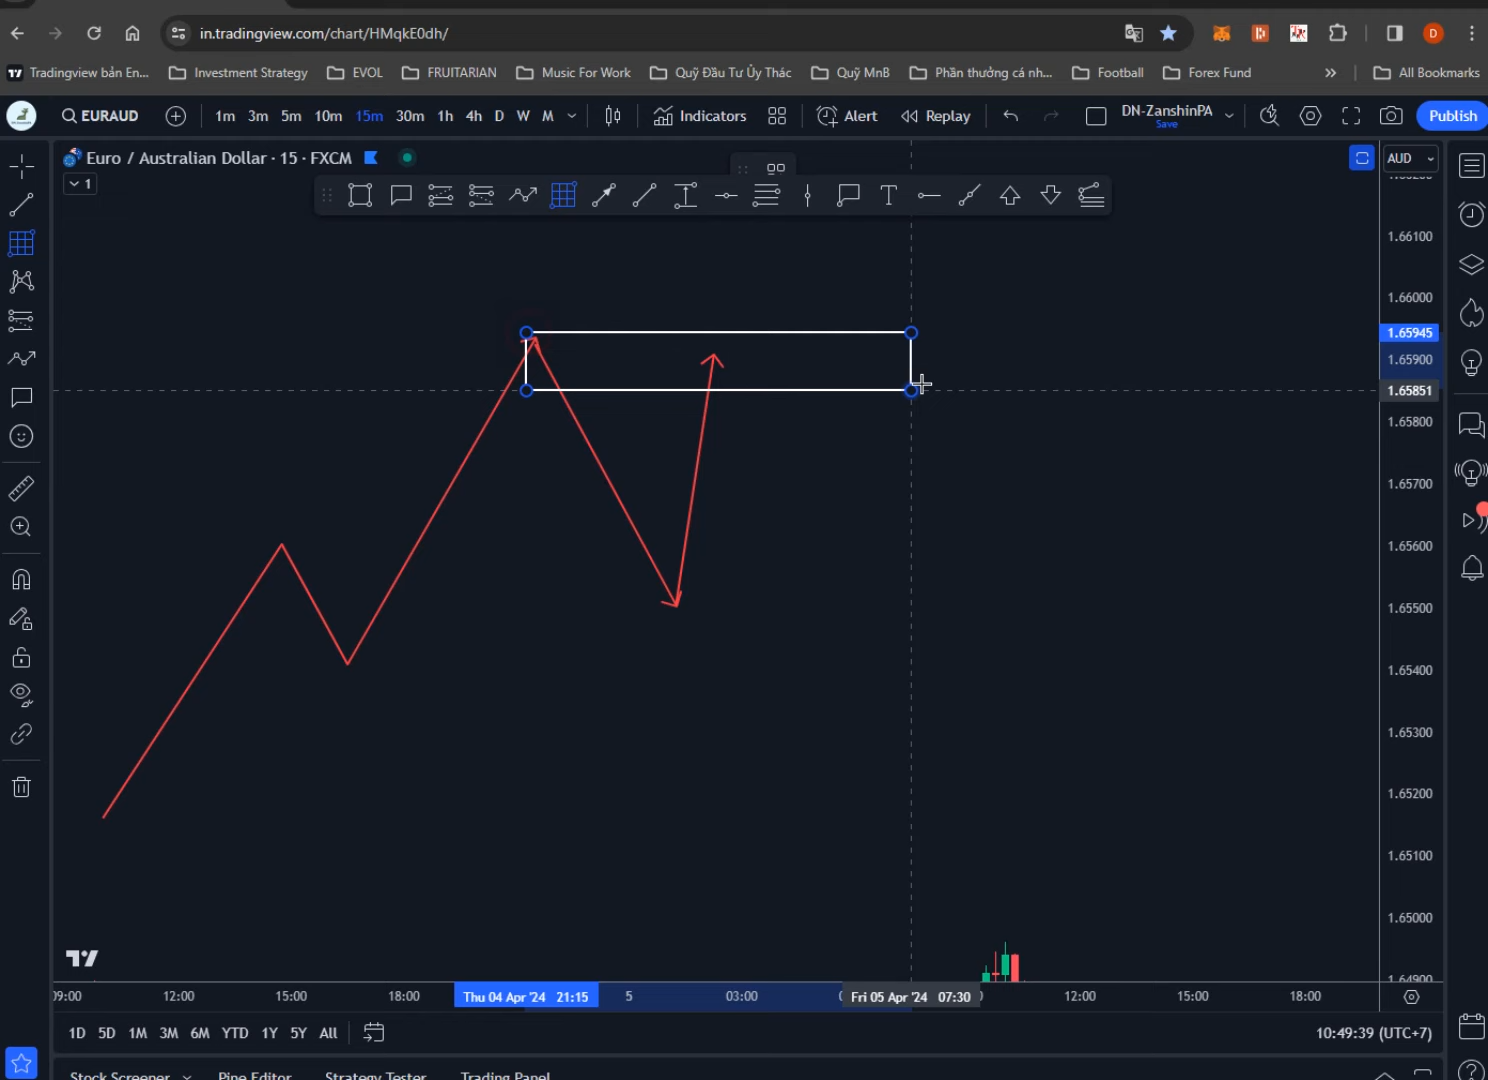 in.tradingview.com/chart/HMqkE0dh/
Tradingview bản En...
Investment Strategy
EVOL
FRUITARIAN
Music For Work
Quỹ Đầu Tư Ủy Thác
Quỹ MnB
Phần thưởng cá nh...
Football
Forex Fund
»
All Bookmarks
EURAUD
1m 3m 5m 10m 15m 30m 1h 4h D W M
Indicators
Alert
Replay
DN-ZanshinPA
Save
Publish
Euro / Australian Dollar · 15 · FXCM
AUD
1
1.66100
1.66000
1.65945
1.65900
1.65851
1.65800
1.65700
1.65600
1.65500
1.65400
1.65300
1.65200
1.65100
1.65000
1.64900
09:00 12:00 15:00 18:00 Thu 04 Apr '24 21:15 5 03:00 Fri 05 Apr '24 07:30 12:00 15:00 18:00
1D 5D 1M 3M 6M YTD 1Y 5Y All
10:49:39 (UTC+7)
Stock Screener
Pine Editor
Strategy Tester
Trading Panel